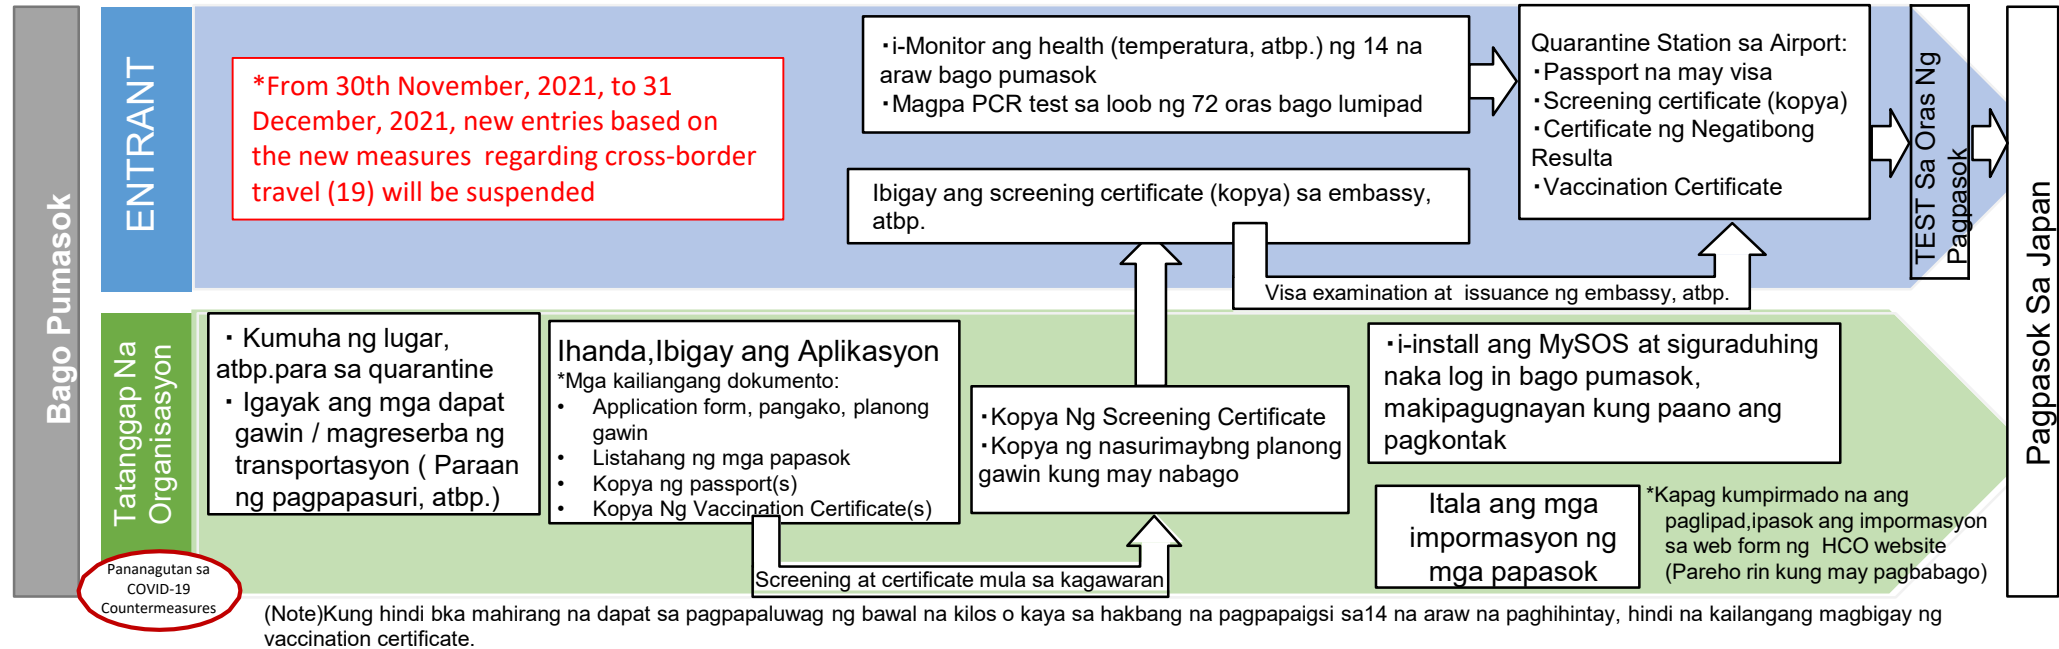 Bago Pumasok
ENTRANT
*From 30th November, 2021, to 31
December, 2021, new entries based on
the new measures regarding cross-border
travel (19) will be suspended
・i-Monitor ang health (temperatura, atbp.) ng 14 na
araw bago pumasok
・Magpa PCR test sa loob ng 72 oras bago lumipad
Ibigay ang screening certificate (kopya) sa embassy,
atbp.
Visa examination at issuance ng embassy, atbp.
Quarantine Station sa Airport:
・Passport na may visa
・Screening certificate (kopya)
・Certificate ng Negatibong
Resulta
・Vaccination Certificate
TEST Sa Oras Ng
Pagpasok
Pagpasok Sa Japan
Tatanggap Na
Organisasyon
Pananagutan sa
COVID-19
Countermeasures
・ Kumuha ng lugar,
atbp.para sa quarantine
・ Igayak ang mga dapat
gawin / magreserba ng
transportasyon ( Paraan
ng pagpapasuri, atbp.)
Ihanda,Ibigay ang Aplikasyon
*Mga kailiangang dokumento:
• Application form, pangako, planong
gawin
• Listahang ng mga papasok
• Kopya ng passport(s)
• Kopya Ng Vaccination Certificate(s)
Screening at certificate mula sa kagawaran
・Kopya Ng Screening Certificate
・Kopya ng nasurimaybng planong
gawin kung may nabago
・i-install ang MySOS at siguraduhing
naka log in bago pumasok,
makipagugnayan kung paano ang
pagkontak
Itala ang mga
impormasyon ng
mga papasok
*Kapag kumpirmado na ang
paglipad,ipasok ang impormasyon
sa web form ng HCO website
(Pareho rin kung may pagbabago)
(Note)Kung hindi bka mahirang na dapat sa pagpapaluwag ng bawal na kilos o kaya sa hakbang na pagpapaigsi sa14 na araw na paghihintay, hindi na kailangang magbigay ng
vaccination certificate.